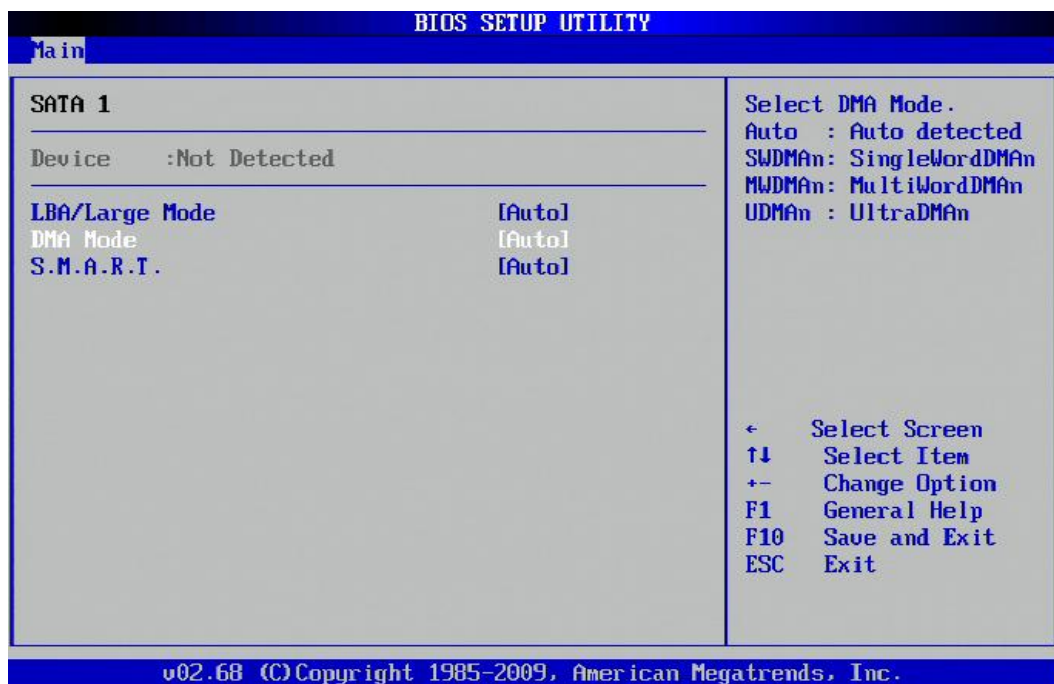 BIOS SETUP UTILITY
Main
SATA 1
Device :Not Detected
LBA/Large Mode [Auto]
DMA Mode [Auto]
S.M.A.R.T. [Auto]
Select DMA Mode.
Auto : Auto detected
SWDMAn: SingleWordDMAn
MWDMAn: MultiWordDMAn
UDMAn : UltraDMAn
← Select Screen
↑↓ Select Item
+- Change Option
F1 General Help
F10 Save and Exit
ESC Exit
v02.68 (C)Copyright 1985-2009, American Megatrends, Inc.